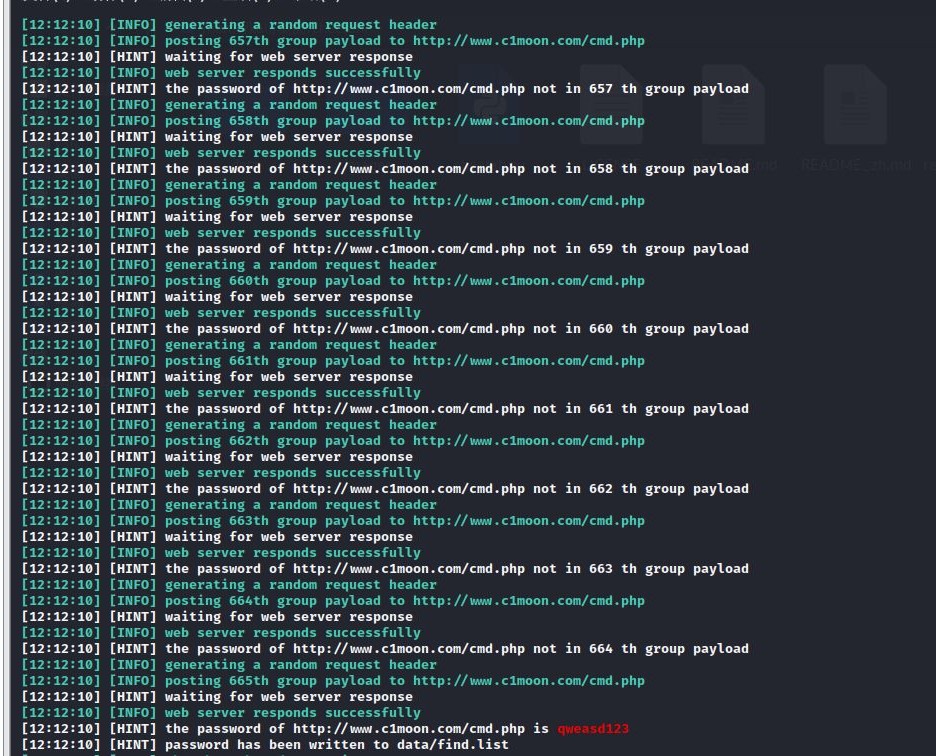 [12:12:10] [INFO] generating a random request header
[12:12:10] [INFO] posting 657th group payload to http://www.c1moon.com/cmd.php
[12:12:10] [HINT] waiting for web server response
[12:12:10] [INFO] web server responds successfully
[12:12:10] [HINT] the password of http://www.c1moon.com/cmd.php not in 657 th group payload
[12:12:10] [INFO] generating a random request header
[12:12:10] [INFO] posting 658th group payload to http://www.c1moon.com/cmd.php
[12:12:10] [HINT] waiting for web server response
[12:12:10] [INFO] web server responds successfully
[12:12:10] [HINT] the password of http://www.c1moon.com/cmd.php not in 658 th group payload
[12:12:10] [INFO] generating a random request header
[12:12:10] [INFO] posting 659th group payload to http://www.c1moon.com/cmd.php
[12:12:10] [HINT] waiting for web server response
[12:12:10] [INFO] web server responds successfully
[12:12:10] [HINT] the password of http://www.c1moon.com/cmd.php not in 659 th group payload
[12:12:10] [INFO] generating a random request header
[12:12:10] [INFO] posting 660th group payload to http://www.c1moon.com/cmd.php
[12:12:10] [HINT] waiting for web server response
[12:12:10] [INFO] web server responds successfully
[12:12:10] [HINT] the password of http://www.c1moon.com/cmd.php not in 660 th group payload
[12:12:10] [INFO] generating a random request header
[12:12:10] [INFO] posting 661th group payload to http://www.c1moon.com/cmd.php
[12:12:10] [HINT] waiting for web server response
[12:12:10] [INFO] web server responds successfully
[12:12:10] [HINT] the password of http://www.c1moon.com/cmd.php not in 661 th group payload
[12:12:10] [INFO] generating a random request header
[12:12:10] [INFO] posting 662th group payload to http://www.c1moon.com/cmd.php
[12:12:10] [HINT] waiting for web server response
[12:12:10] [INFO] web server responds successfully
[12:12:10] [HINT] the password of http://www.c1moon.com/cmd.php not in 662 th group payload
[12:12:10] [INFO] generating a random request header
[12:12:10] [INFO] posting 663th group payload to http://www.c1moon.com/cmd.php
[12:12:10] [HINT] waiting for web server response
[12:12:10] [INFO] web server responds successfully
[12:12:10] [HINT] the password of http://www.c1moon.com/cmd.php not in 663 th group payload
[12:12:10] [INFO] generating a random request header
[12:12:10] [INFO] posting 664th group payload to http://www.c1moon.com/cmd.php
[12:12:10] [HINT] waiting for web server response
[12:12:10] [INFO] web server responds successfully
[12:12:10] [HINT] the password of http://www.c1moon.com/cmd.php not in 664 th group payload
[12:12:10] [INFO] generating a random request header
[12:12:10] [INFO] posting 665th group payload to http://www.c1moon.com/cmd.php
[12:12:10] [HINT] waiting for web server response
[12:12:10] [INFO] web server responds successfully
[12:12:10] [HINT] the password of http://www.c1moon.com/cmd.php is qweasd123
[12:12:10] [HINT] password has been written to data/find.list